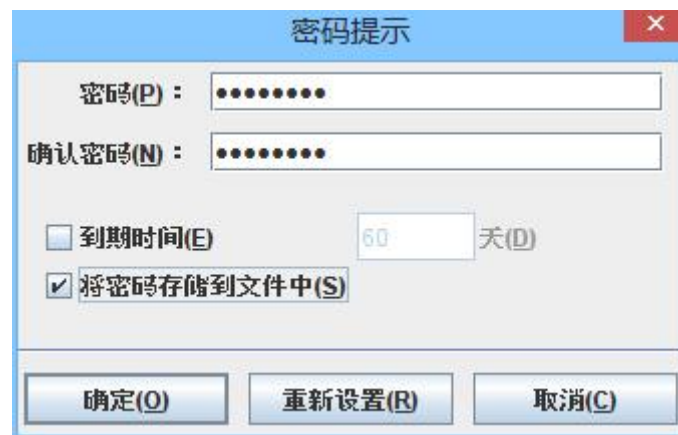 密码提示
密码(P)： ●●●●●●●●
确认密码(N)： ●●●●●●●●
到期时间(E) 60 天(D)
将密码存储到文件中(S)
确定(O) 重新设置(R) 取消(C)